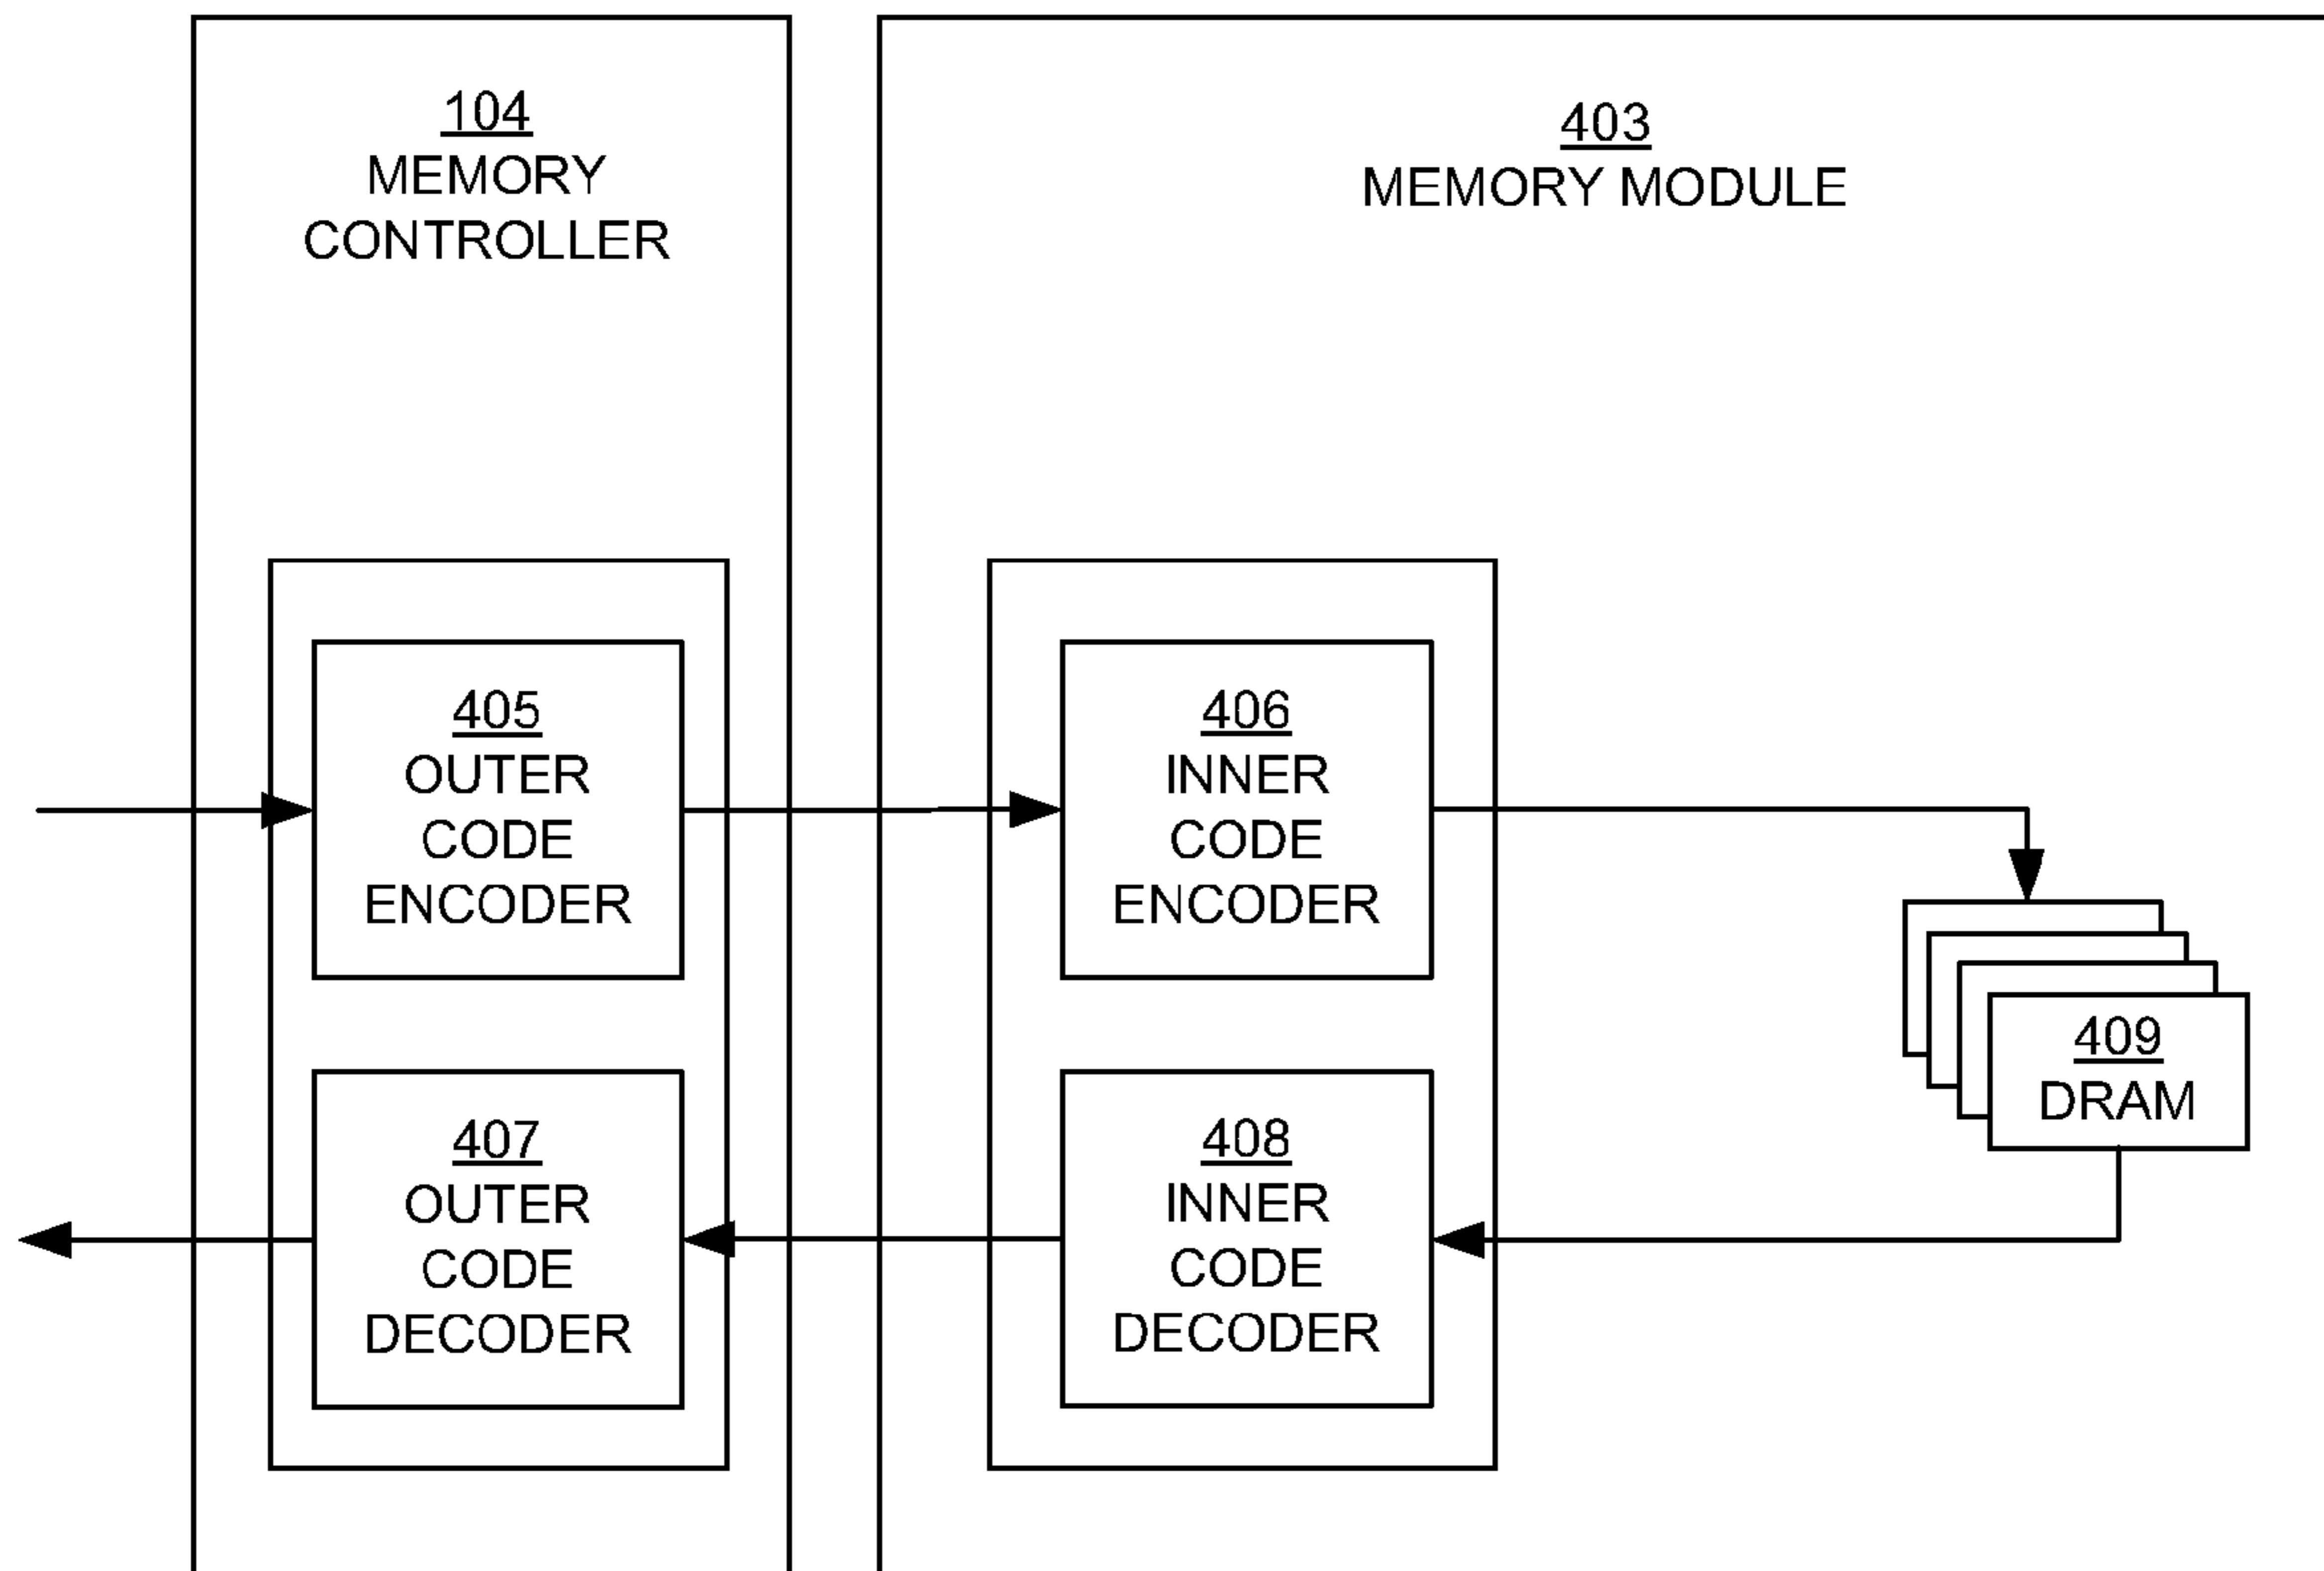 104
MEMORY
CONTROLLER
403
MEMORY MODULE
405
OUTER
CODE
ENCODER
406
INNER
CODE
ENCODER
409
DRAM
407
OUTER
CODE
DECODER
408
INNER
CODE
DECODER